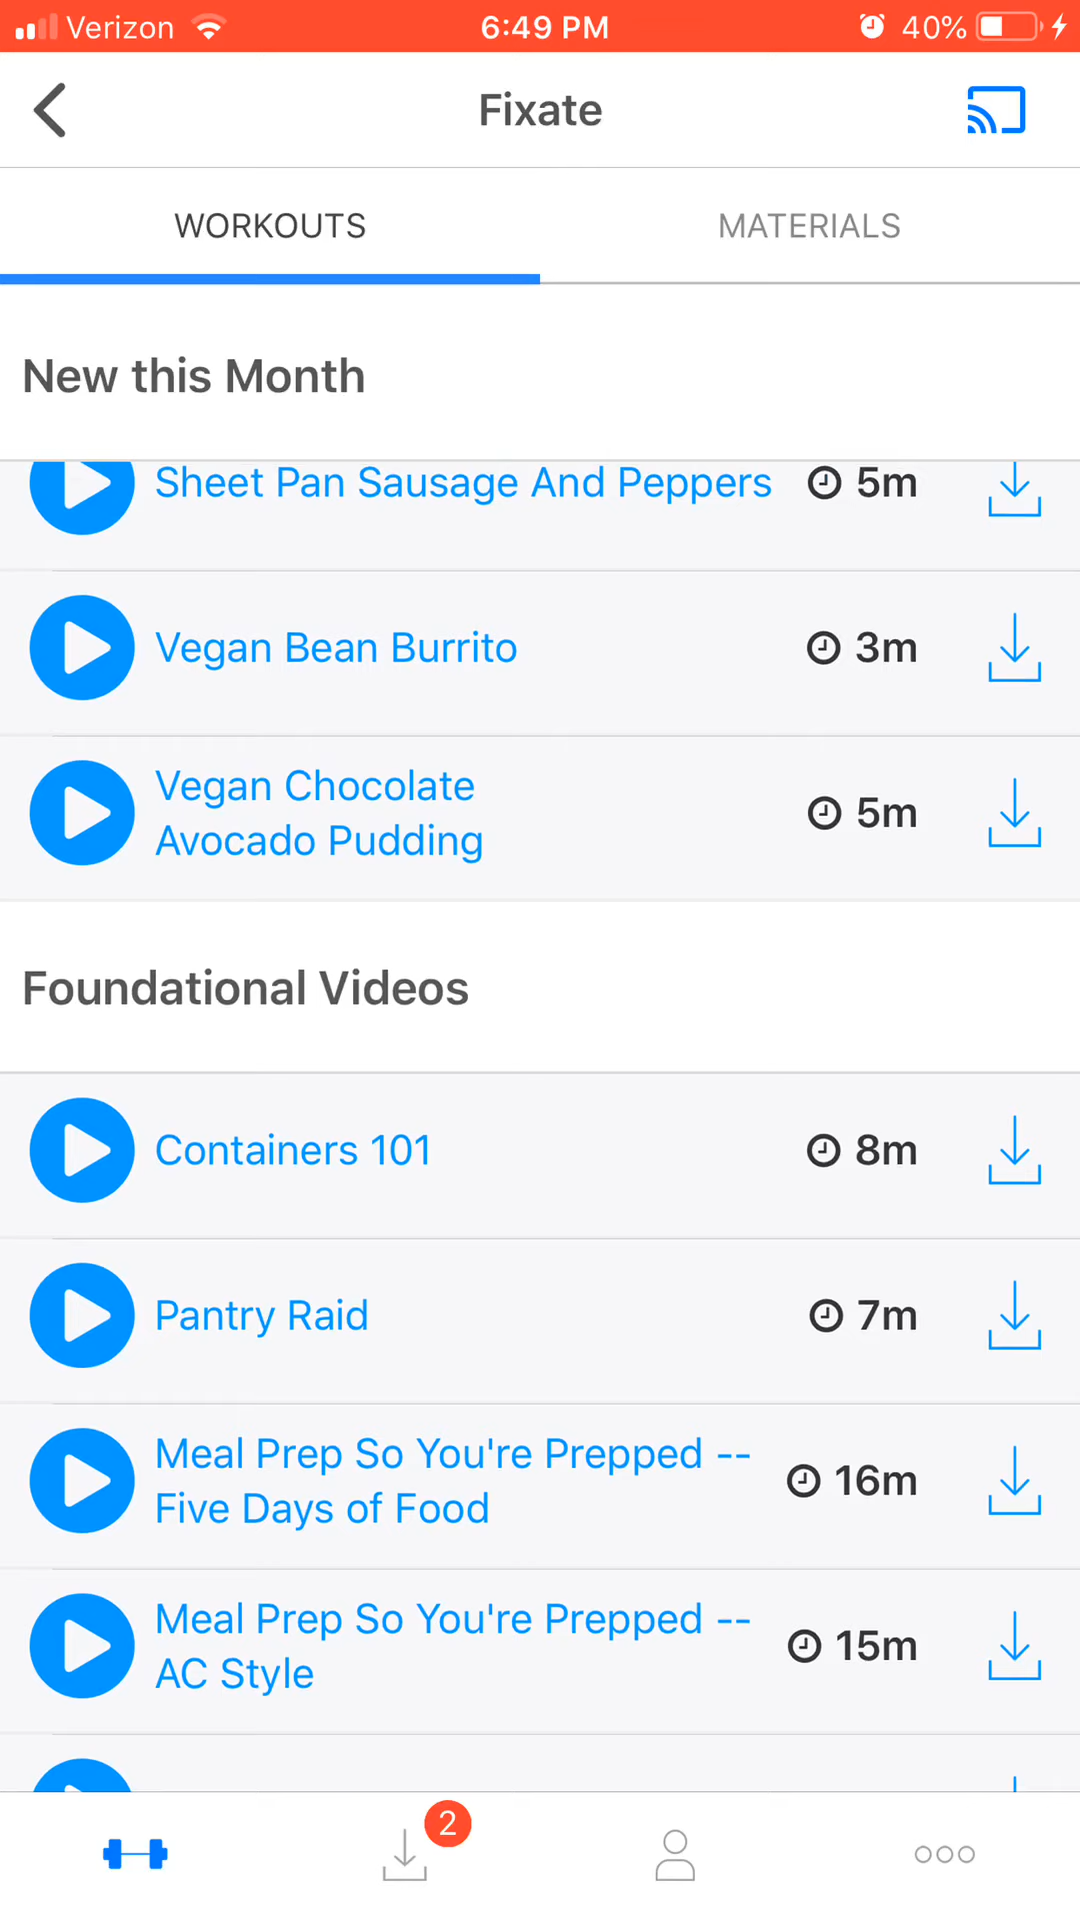 Verizon 6:49 PM 40%
Fixate
WORKOUTS MATERIALS
New this Month
Sheet Pan Sausage And Peppers 5m
Vegan Bean Burrito 3m
Vegan Chocolate
Avocado Pudding 5m
Foundational Videos
Containers 101 8m
Pantry Raid 7m
Meal Prep So You're Prepped --
Five Days of Food 16m
Meal Prep So You're Prepped --
AC Style 15m
2